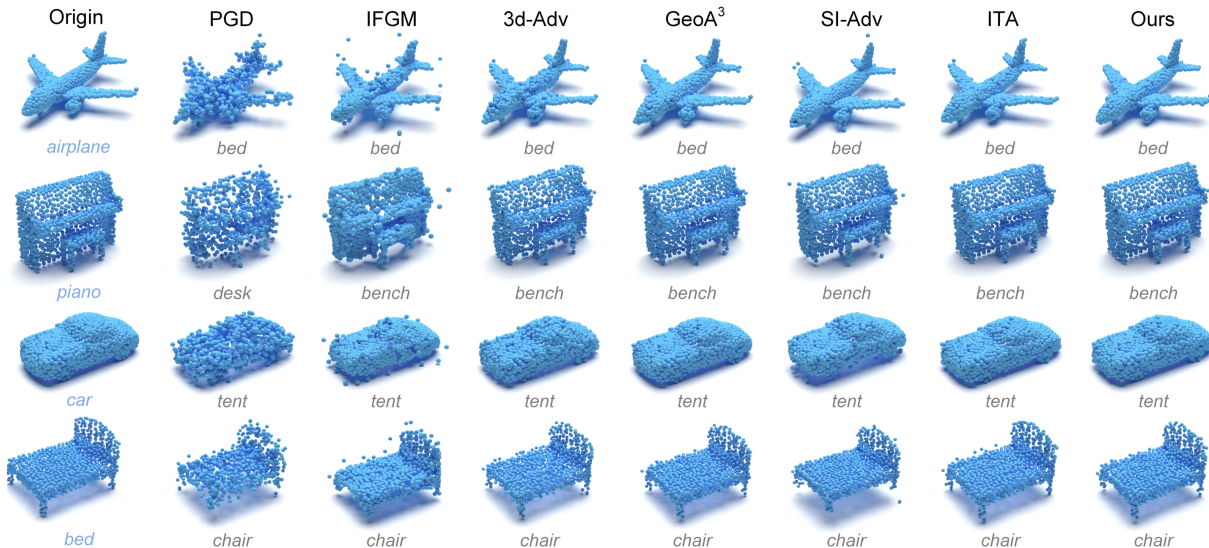 Origin PGD IFGM 3d-Adv GeoA³ SI-Adv ITA Ours
airplane bed bed bed bed bed bed bed
piano desk bench bench bench bench bench bench
car tent tent tent tent tent tent tent
bed chair chair chair chair chair chair chair